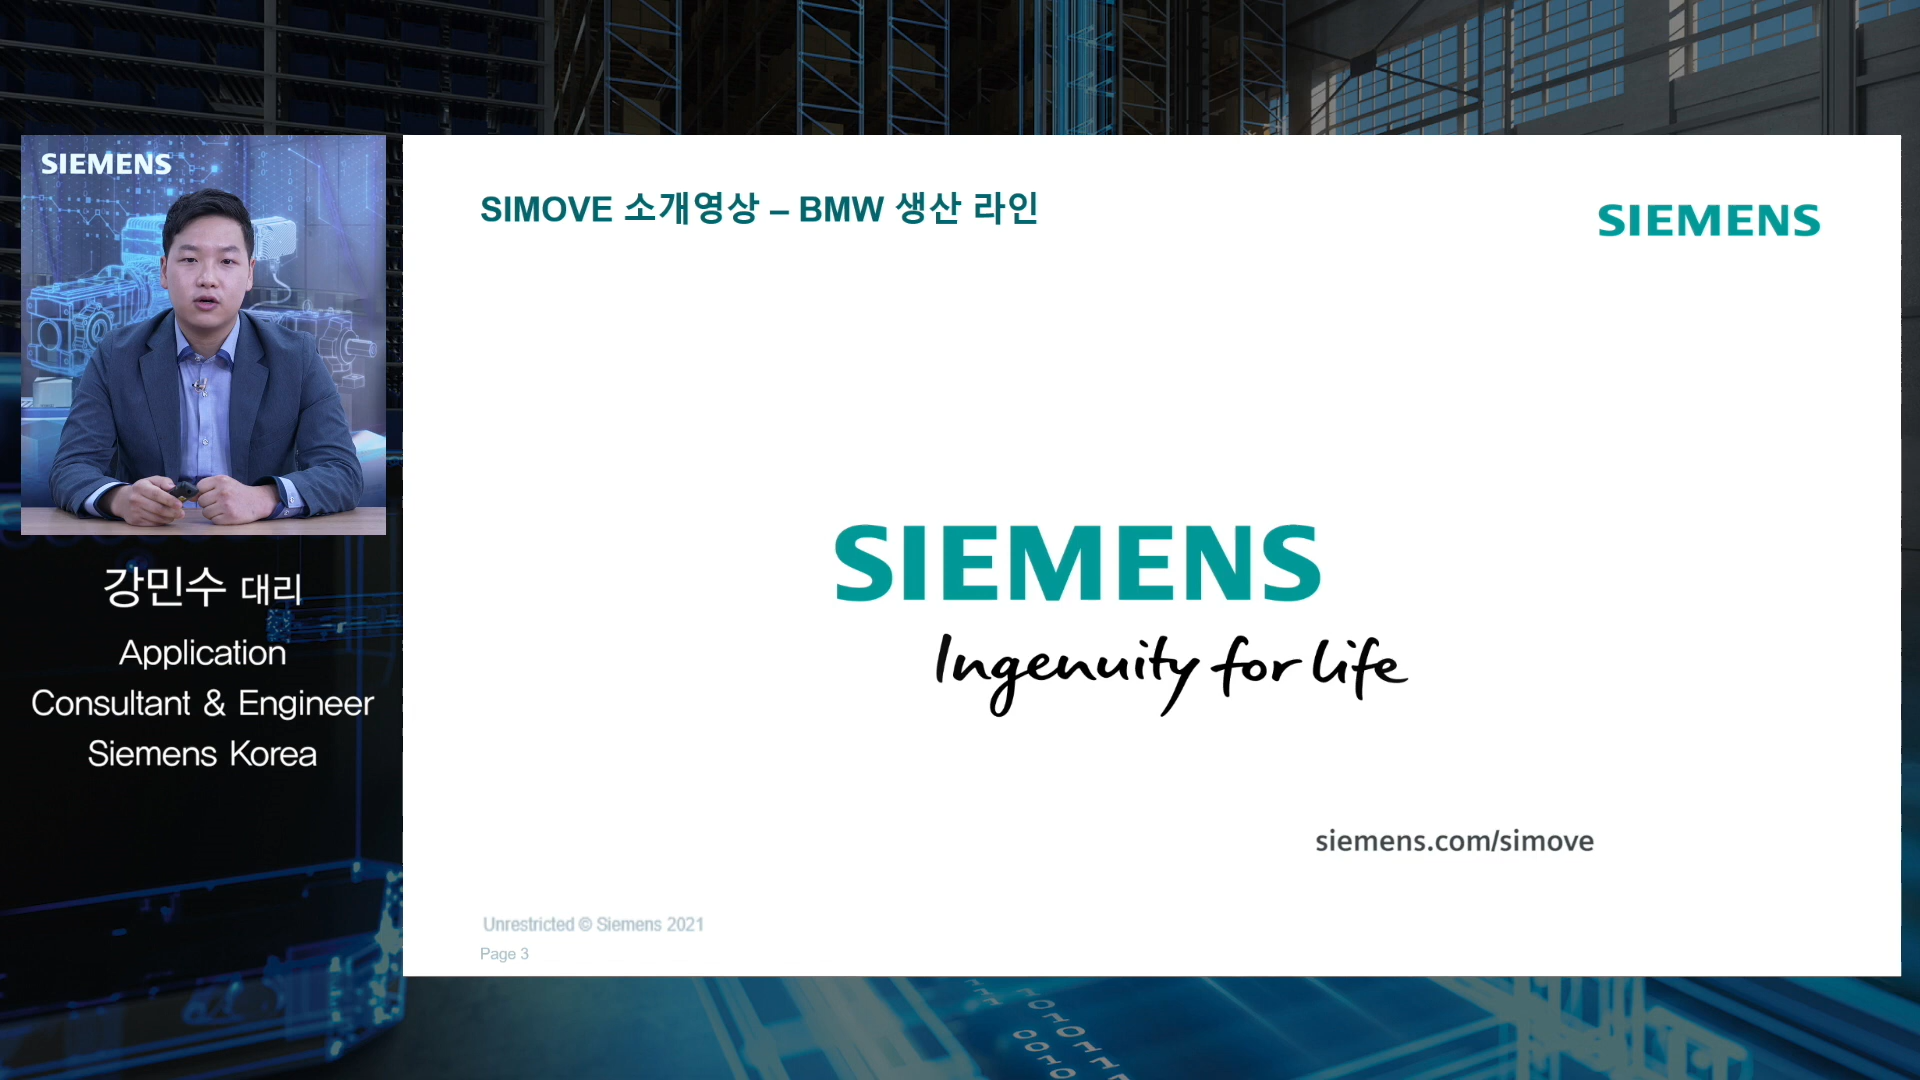 SIEMENS
강민수 대리
Application
Consultant & Engineer
Siemens Korea
SIMOVE 소개영상 – BMW 생산 라인
SIEMENS
SIEMENS
Ingenuity for life
siemens.com/simove
Unrestricted © Siemens 2021
Page 3